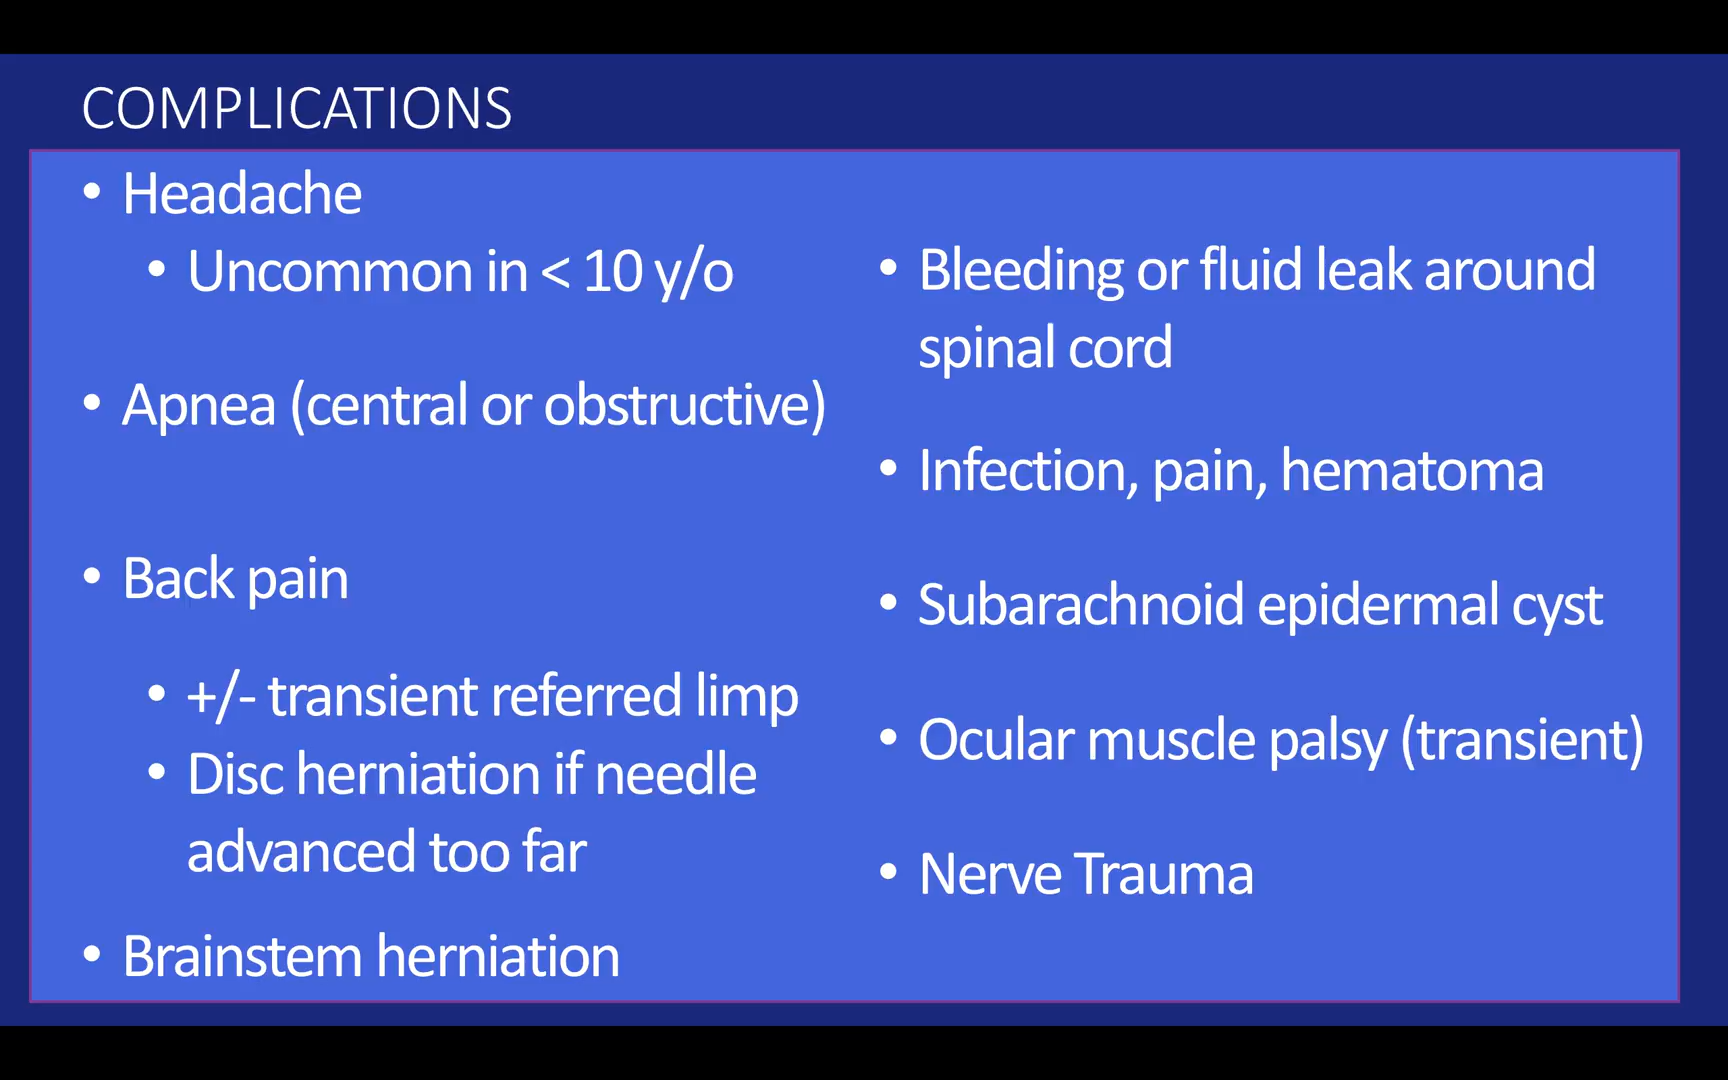 COMPLICATIONS
• Headache
• Uncommon in < 10 y/o
• Apnea (central or obstructive)
• Back pain
• +/- transient referred limp
• Disc herniation if needle
advanced too far
• Brainstem herniation
• Bleeding or fluid leak around
spinal cord
• Infection, pain, hematoma
• Subarachnoid epidermal cyst
• Ocular muscle palsy (transient)
• Nerve Trauma